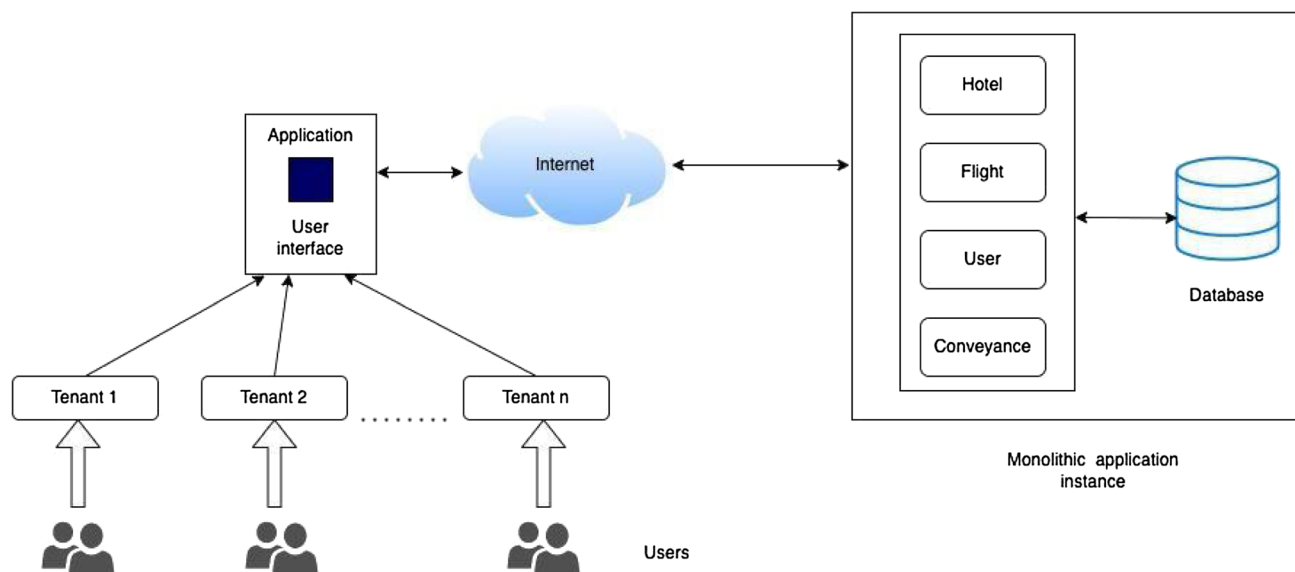 Application
User
interface
Internet
Hotel
Flight
User
Conveyance
Database
Tenant 1
Tenant 2
Tenant n
Monolithic application
instance
Users